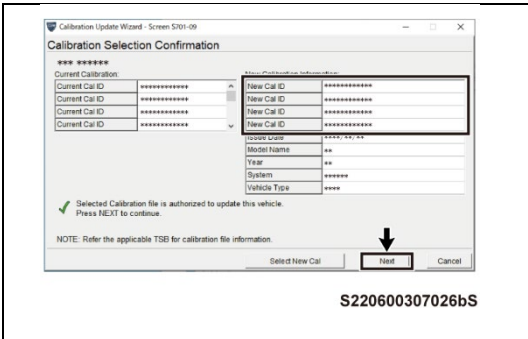 Calibration Update Wizard - Screen S701-09
Calibration Selection Confirmation
*** ******
Current Calibration:
Current Cal ID ************
Current Cal ID ************
Current Cal ID ************
New Calibration Information:
New Cal ID ************
New Cal ID ************
New Cal ID ************
New Cal ID ************
Issue Date ****/**/**
Model Name **
Year **
System ******
Vehicle Type ****
Selected Calibration file is authorized to update this vehicle.
Press NEXT to continue.
NOTE: Refer the applicable TSB for calibration file information.
Select New Cal
Next
Cancel
S220600307026bS